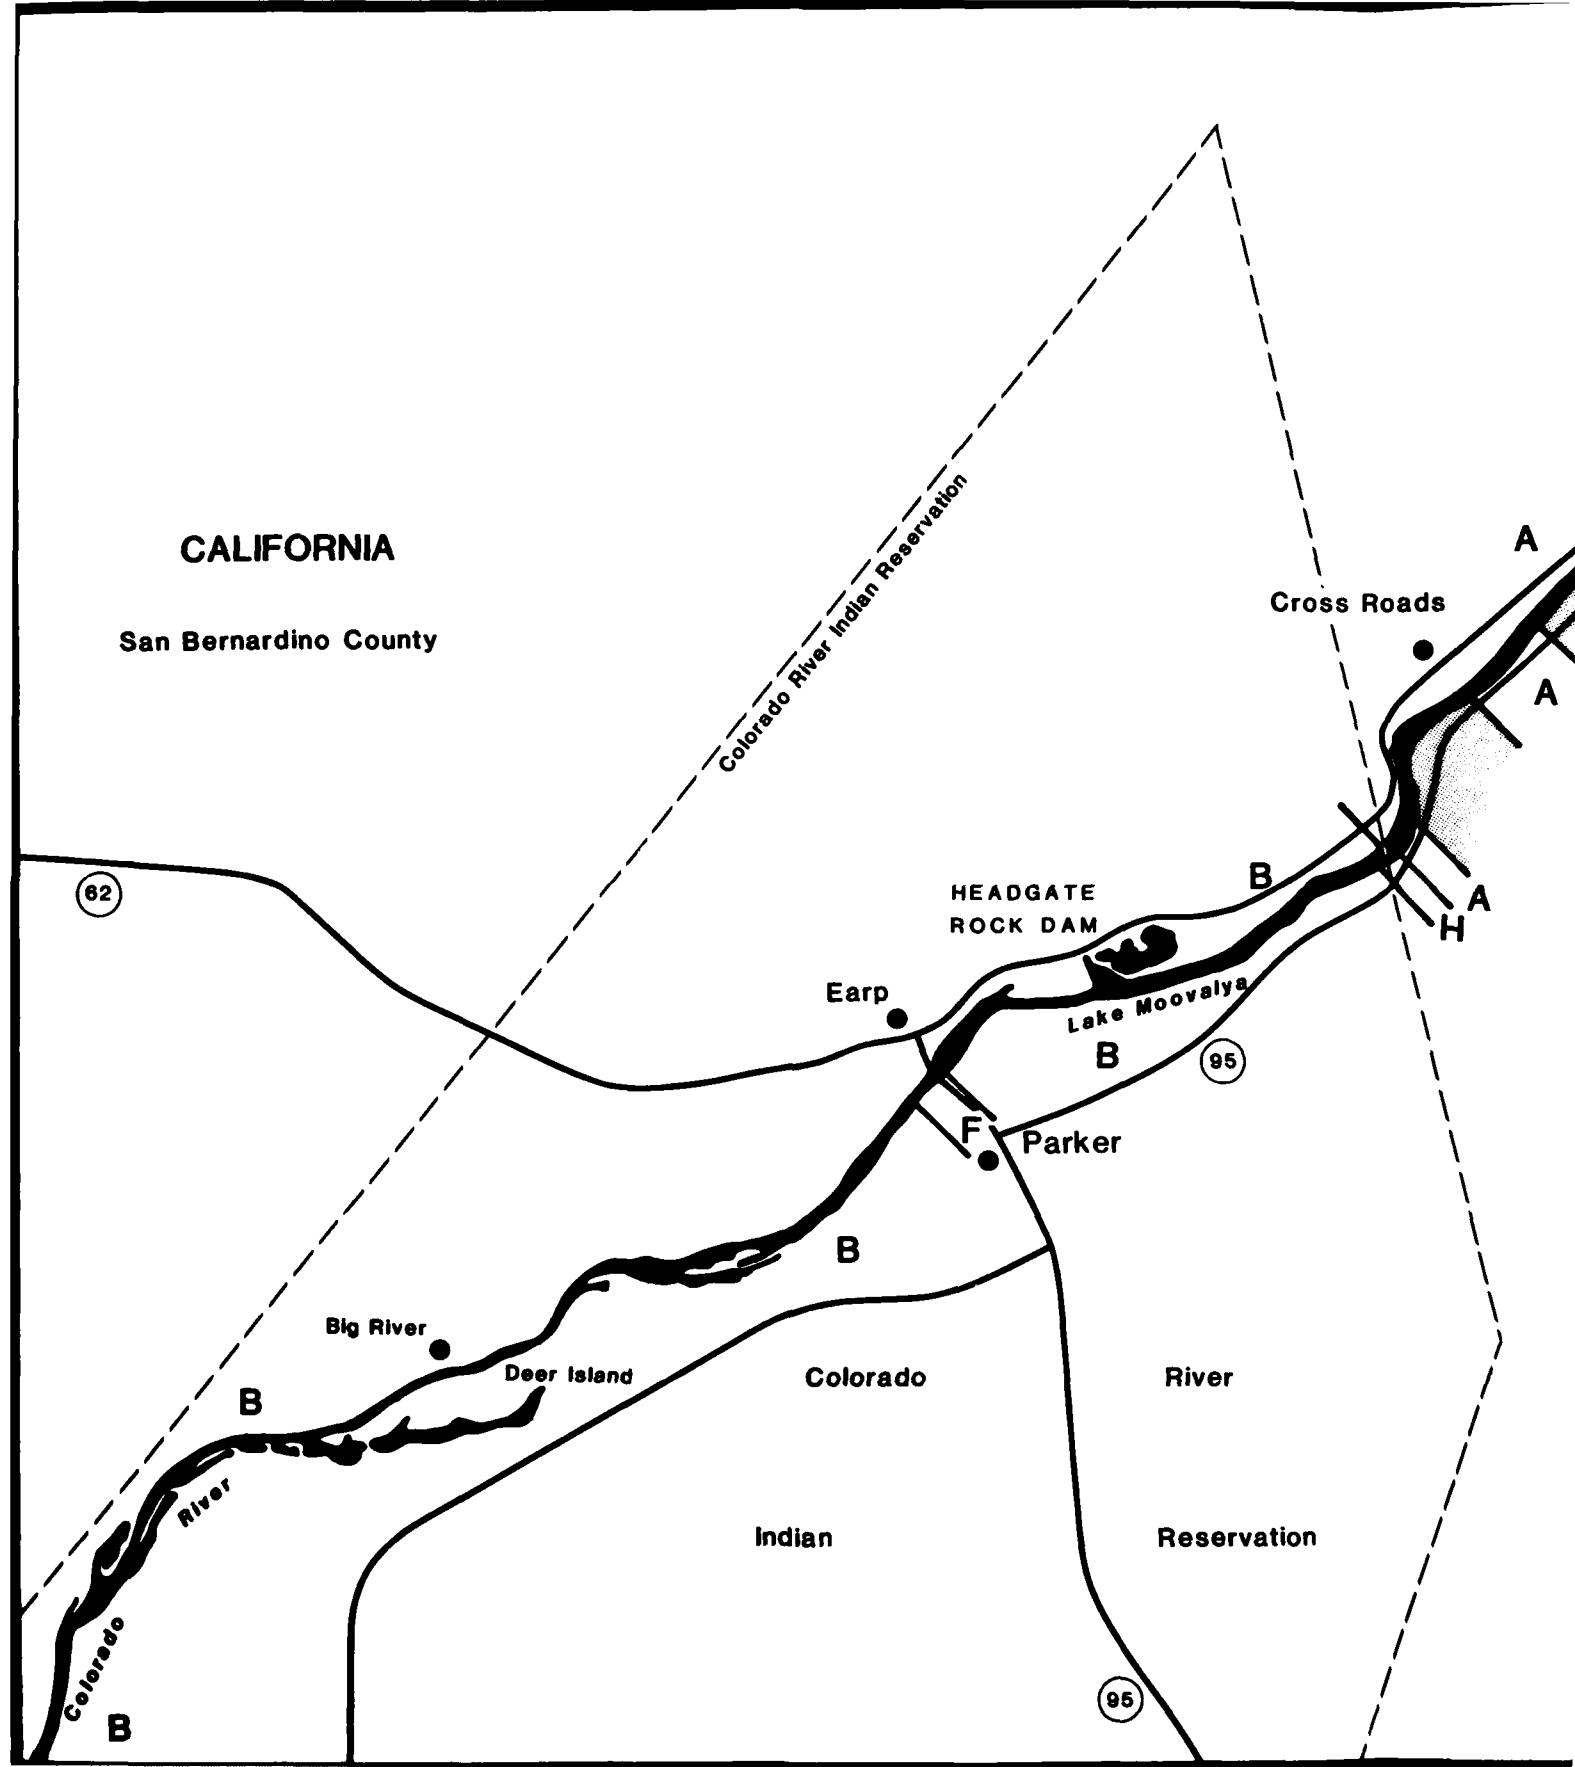 CALIFORNIA
San Bernardino County
Colorado River Indian Reservation
A
Cross Roads
A
62
HEADGATE
ROCK DAM
B
A
H
Earp
Lake Moovalya
B
95
F
Parker
B
Big River
Deer Island
B
Colorado River
Indian Reservation
Colorado River
95
B